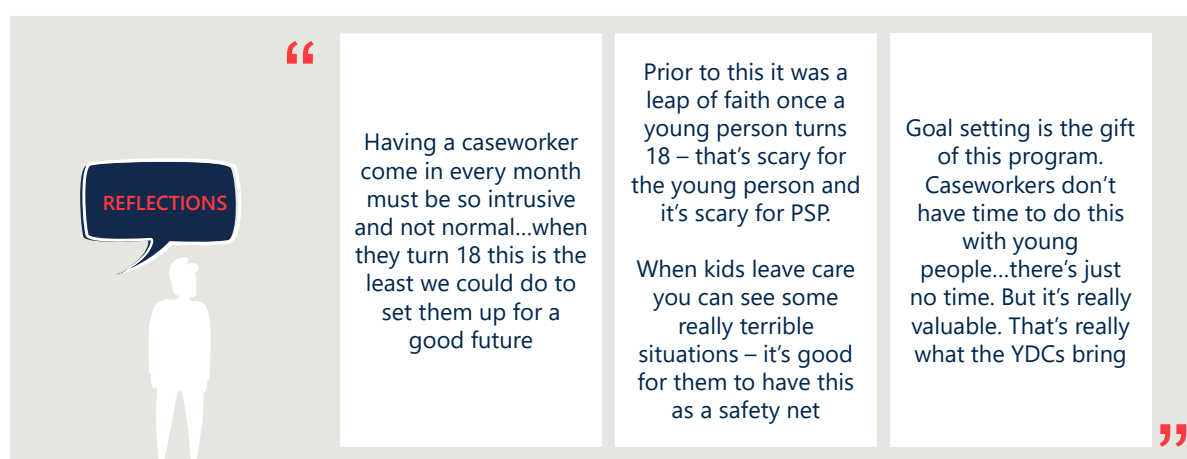 REFLECTIONS
“
Having a caseworker
come in every month
must be so intrusive
and not normal...when
they turn 18 this is the
least we could do to
set them up for a
good future
Prior to this it was a
leap of faith once a
young person turns
18 – that’s scary for
the young person and
it’s scary for PSP.
When kids leave care
you can see some
really terrible
situations – it’s good
for them to have this
as a safety net
Goal setting is the gift
of this program.
Caseworkers don’t
have time to do this
with young
people...there’s just
no time. But it’s really
valuable. That’s really
what the YDCs bring
”